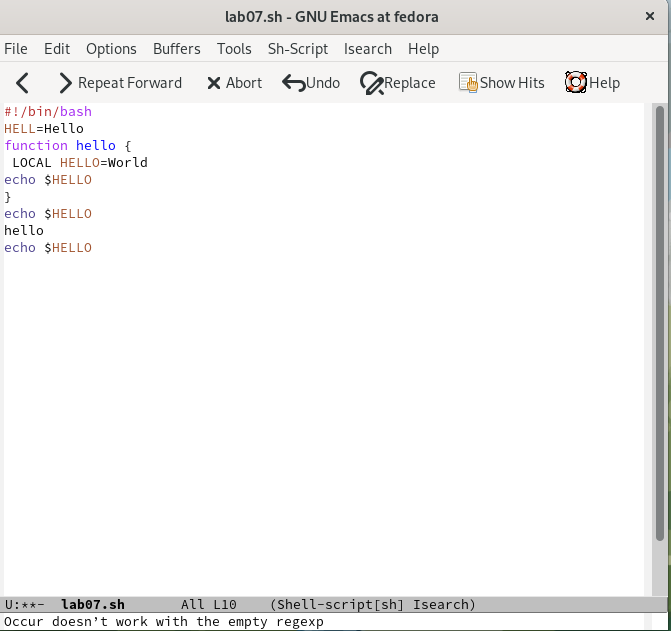 lab07.sh - GNU Emacs at fedora
File Edit Options Buffers Tools Sh-Script Isearch Help
Repeat Forward Abort Undo Replace Show Hits Help
#!/bin/bash
HELL=Hello
function hello {
 LOCAL HELLO=World
echo $HELLO
}
echo $HELLO
hello
echo $HELLO
U:**- lab07.sh All L10 (Shell-script[sh] Isearch)
Occur doesn’t work with the empty regexp